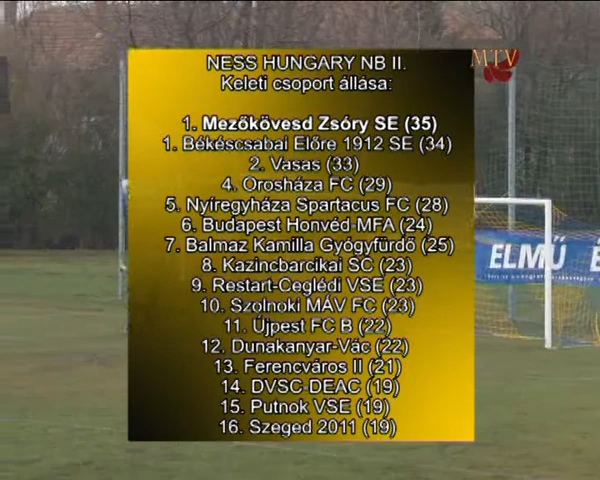 NESS HUNGARY NB II.
Keleti csoport állása:
1. Mezőkövesd Zsóry SE (35)
1. Békéscsabai Előre 1912 SE (34)
2. Vasas (33)
4. Orosháza FC (29)
5. Nyíregyháza Spartacus FC (28)
6. Budapest Honvéd-MFA (24)
7. Balmaz Kamilla Gyógyfürdő (25)
8. Kazincbarcikai SC (23)
9. Restart-Ceglédi VSE (23)
10. Szolnoki MÁV FC (23)
11. Újpest FC B (22)
12. Dunakanyar-Vác (22)
13. Ferencváros II (21)
14. DVSC-DEAC (19)
15. Putnok VSE (19)
16. Szeged 2011 (19)
MTV
ELMŰ